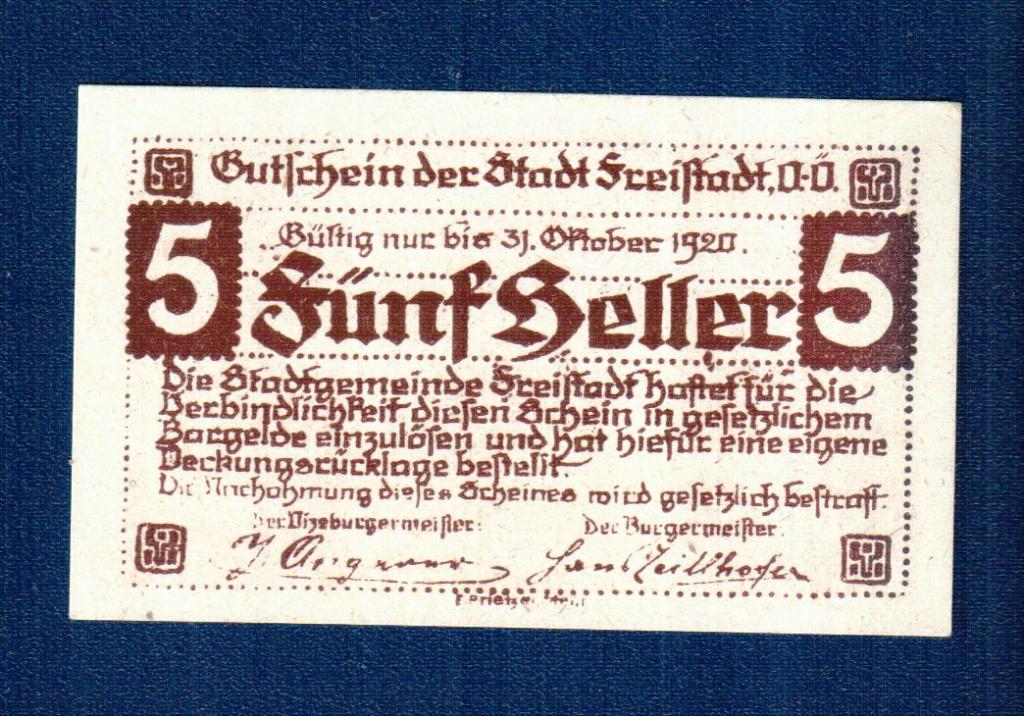 Gutschein der Stadt Freistadt, O.Ö.
Gültig nur bis 31. Oktober 1920.
5 Fünf Heller 5
Die Stadtgemeinde Freistadt haftet für die
Verbindlichkeit diesen Schein in gesetzlichem
Bargelde einzulösen und hat hiefür eine eigene
Deckungsrücklage bestellt.
Die Nachahmung dieses Scheines wird gesetzlich bestraft.
Der Vizebürgermeister: Der Bürgermeister
Hans Zeillhofer